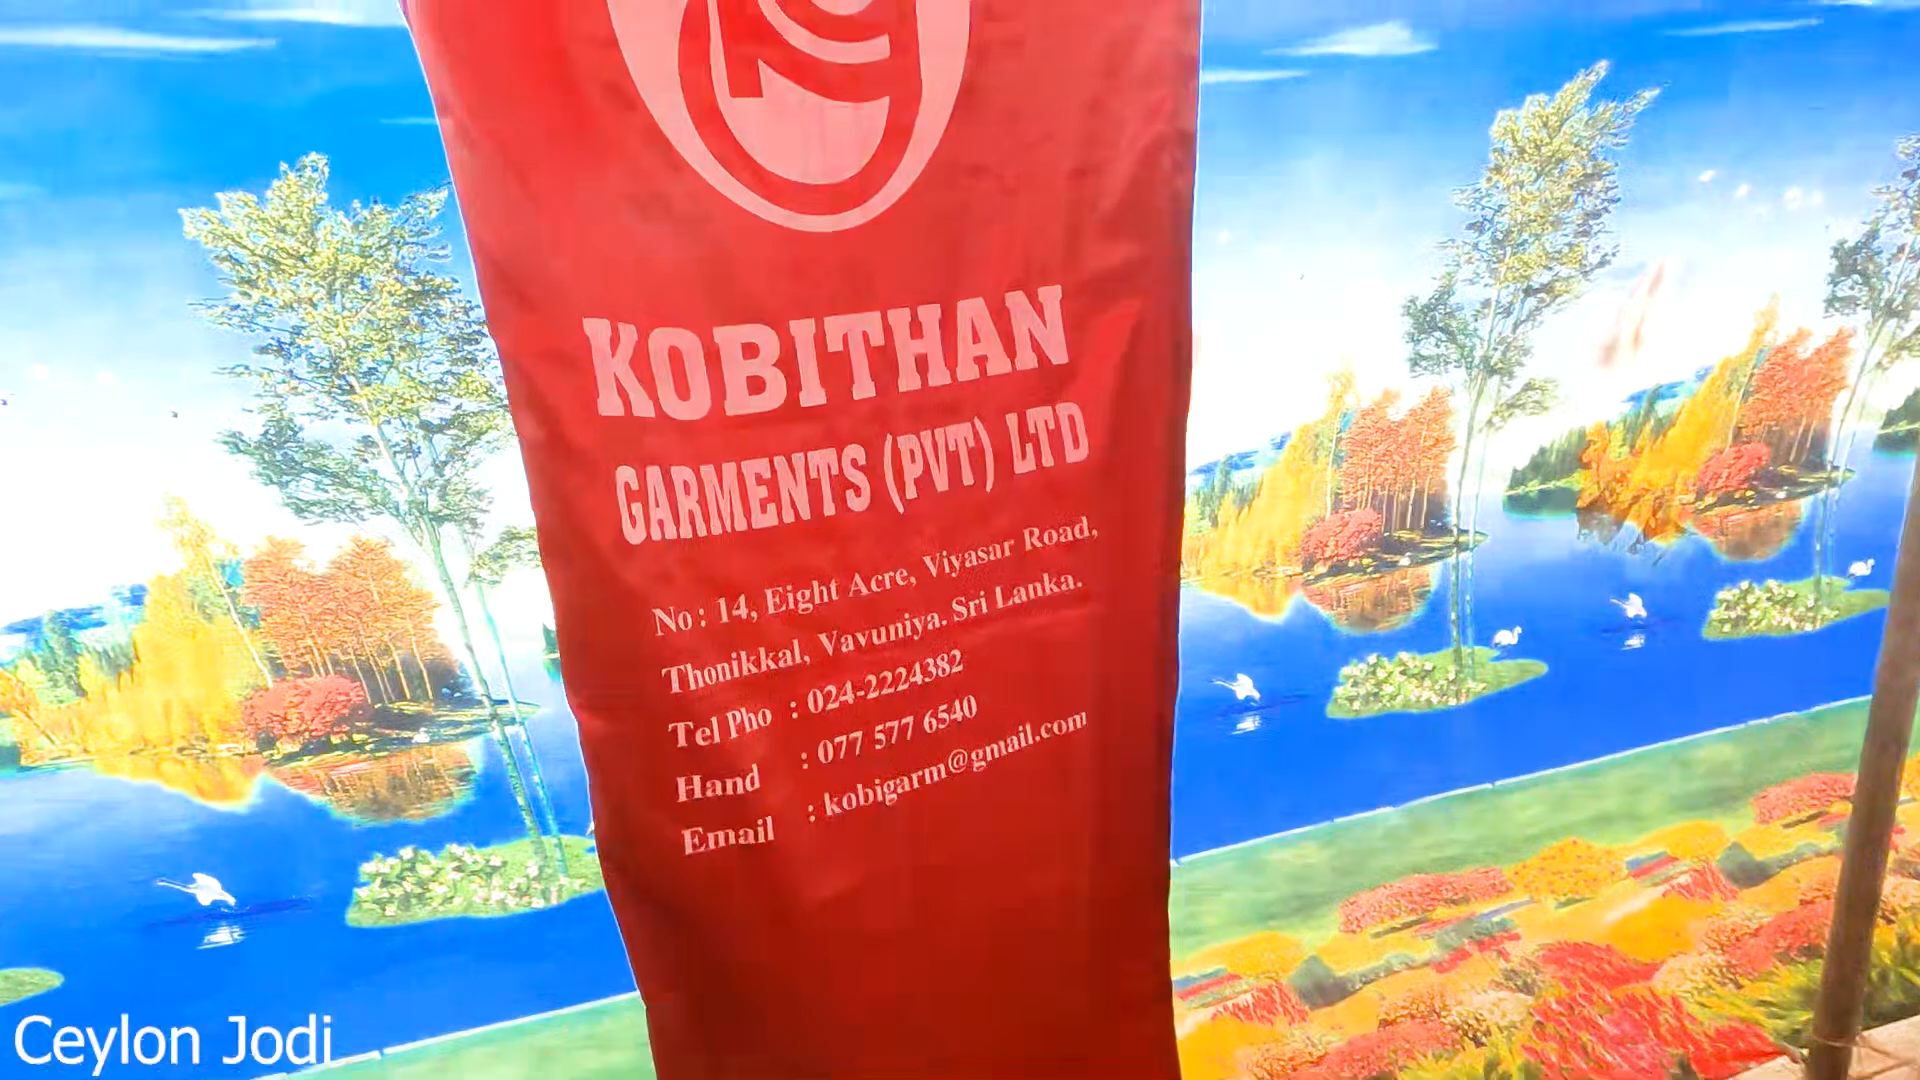 KOBITHAN
GARMENTS (PVT) LTD
No : 14, Eight Acre, Viyasar Road,
Thonikkal, Vavuniya. Sri Lanka.
Tel Pho : 024-2224382
Hand : 077 577 6540
Email : kobigarm@gmail.com
Ceylon Jodi